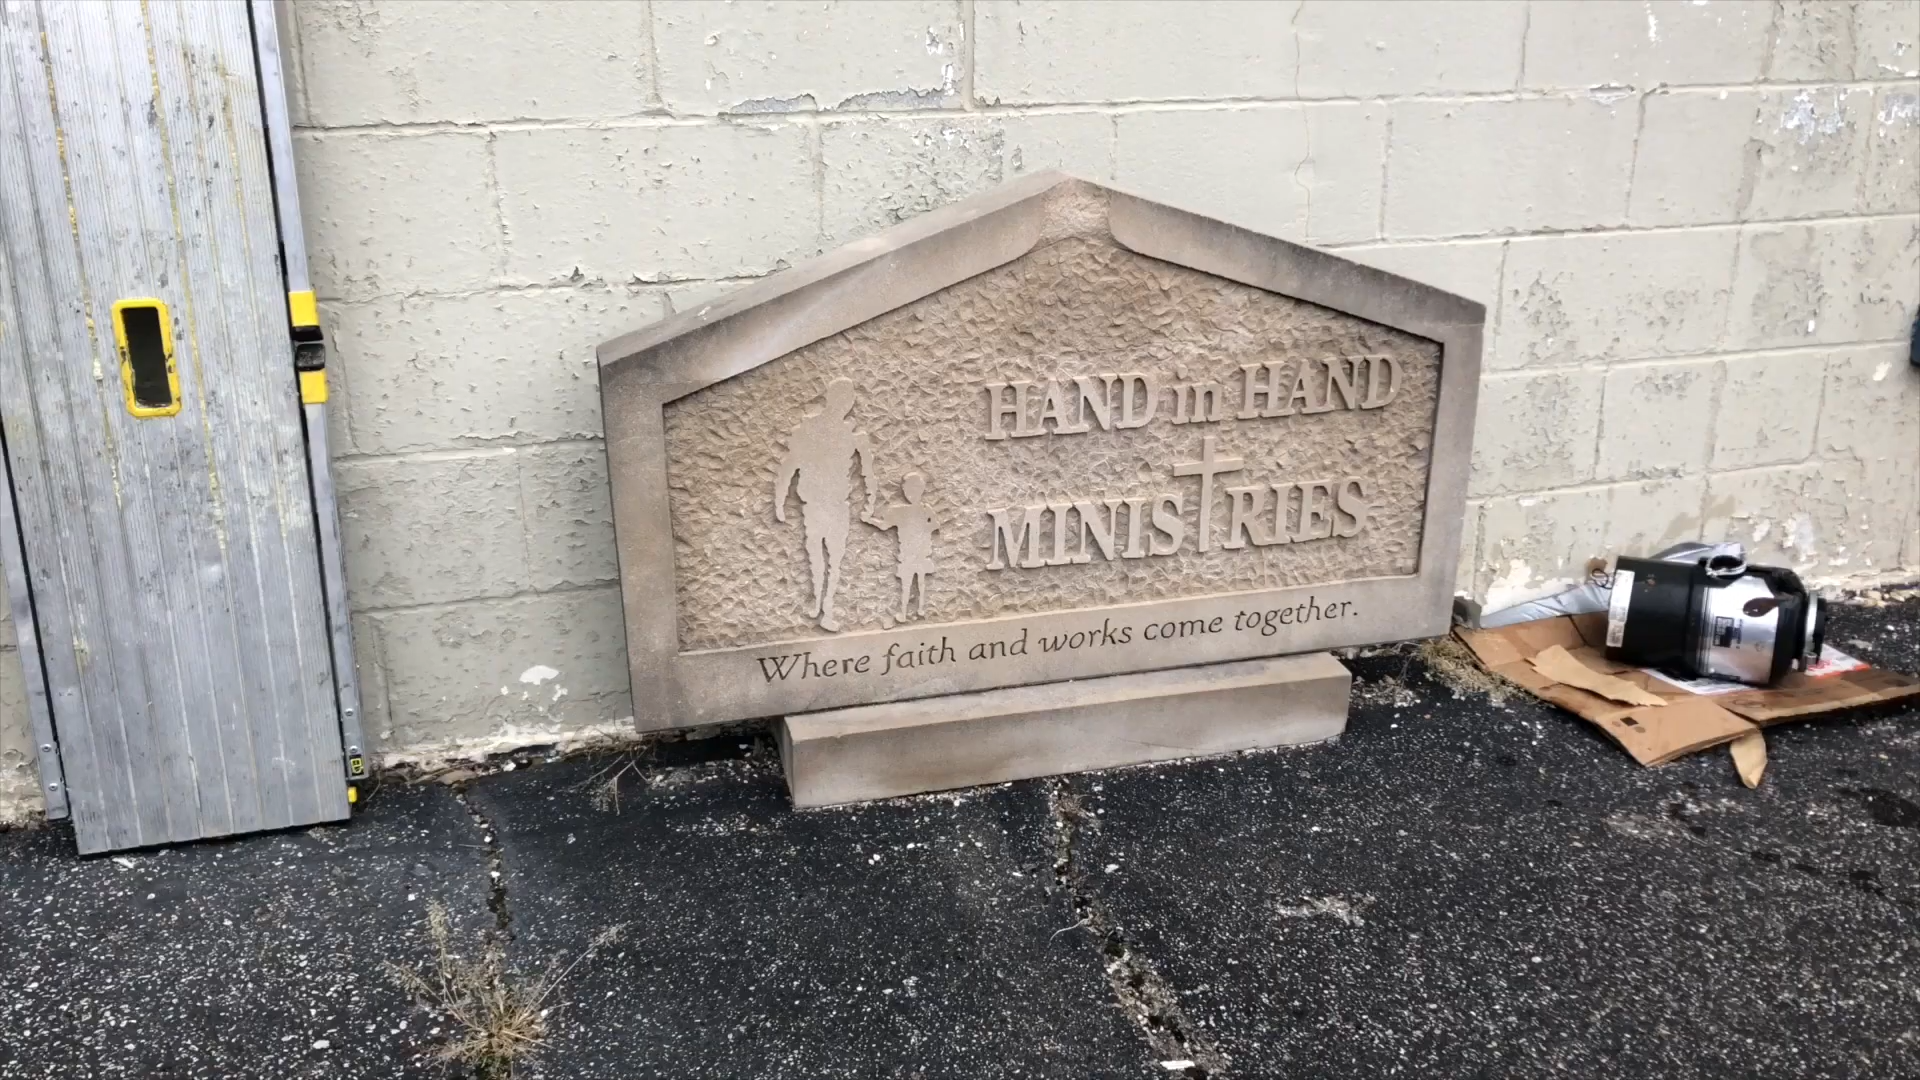 HAND in HAND
MINISTRIES
Where faith and works come together.